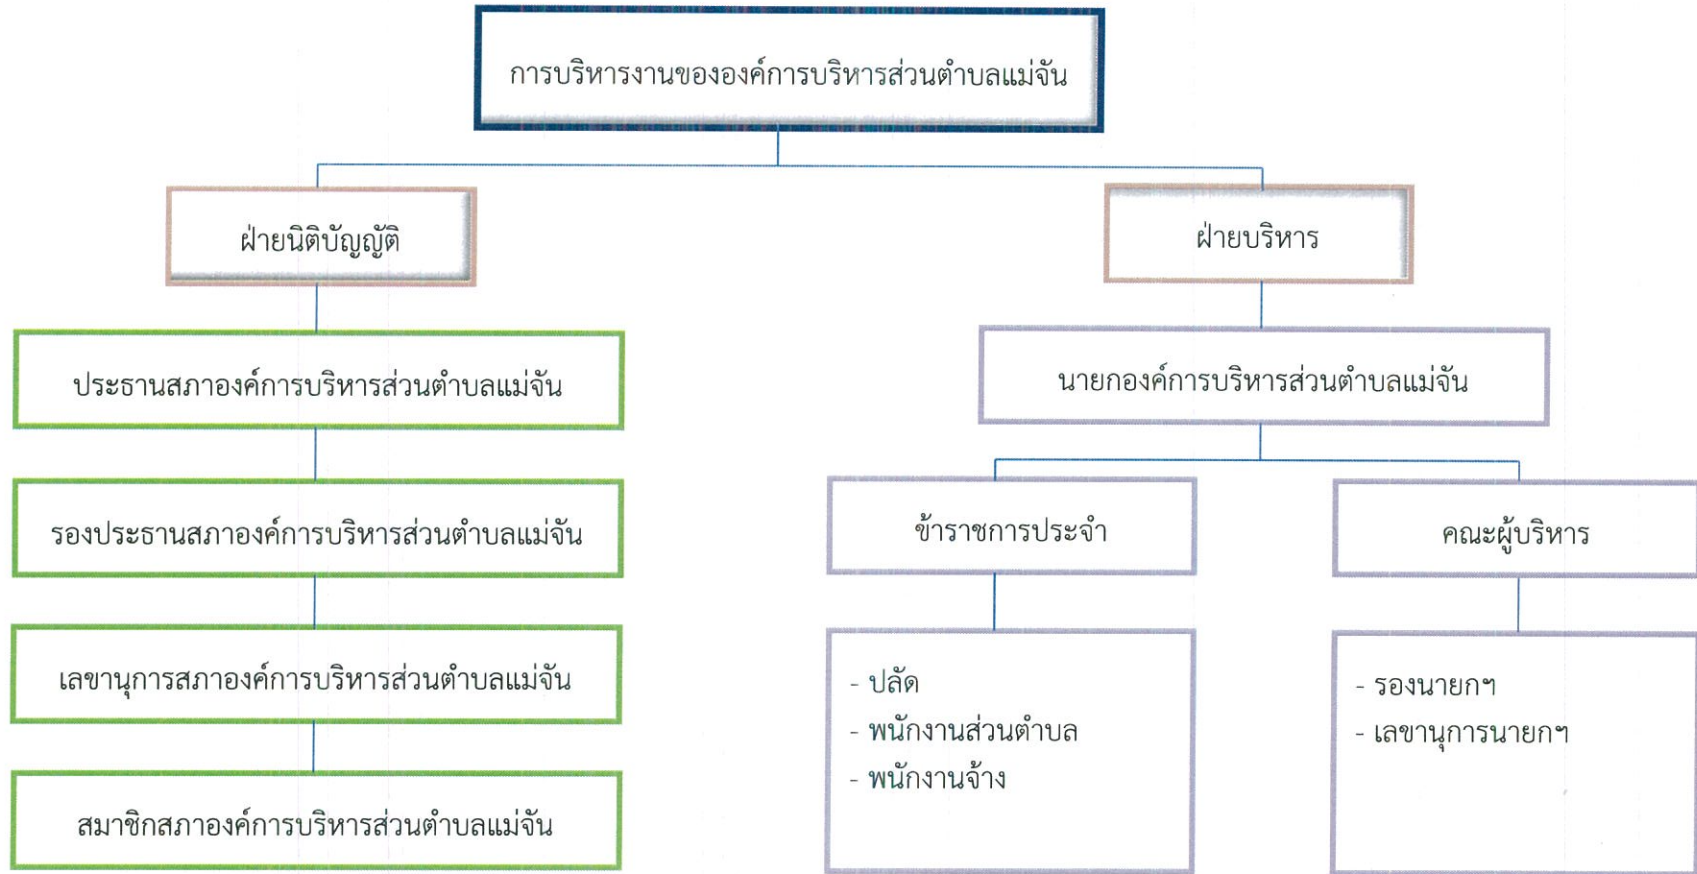 การบริหารงานขององค์การบริหารส่วนตำบลแม่จัน
ฝ่ายนิติบัญญัติ
ฝ่ายบริหาร
ประธานสภาองค์การบริหารส่วนตำบลแม่จัน
นายกองค์การบริหารส่วนตำบลแม่จัน
รองประธานสภาองค์การบริหารส่วนตำบลแม่จัน
ข้าราชการประจำ
คณะผู้บริหาร
เลขานุการสภาองค์การบริหารส่วนตำบลแม่จัน
- ปลัด
- พนักงานส่วนตำบล
- พนักงานจ้าง
- รองนายกฯ
- เลขานุการนายกฯ
สมาชิกสภาองค์การบริหารส่วนตำบลแม่จัน